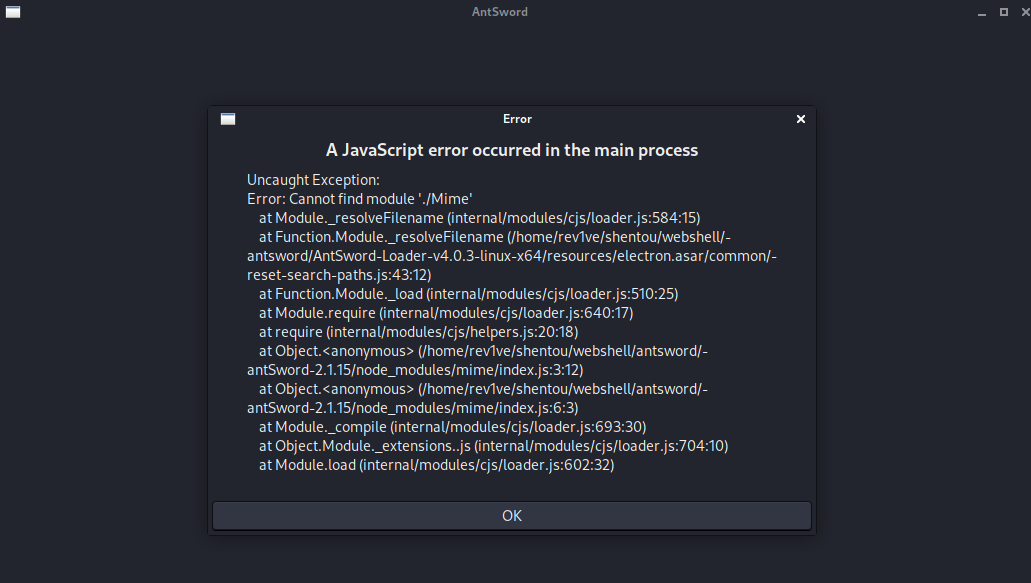 AntSword
Error
A JavaScript error occurred in the main process
Uncaught Exception:
Error: Cannot find module './Mime'
at Module._resolveFilename (internal/modules/cjs/loader.js:584:15)
at Function.Module._resolveFilename (/home/rev1ve/shentou/webshell/-
antsword/AntSword-Loader-v4.0.3-linux-x64/resources/electron.asar/common/-
reset-search-paths.js:43:12)
at Function.Module._load (internal/modules/cjs/loader.js:510:25)
at Module.require (internal/modules/cjs/loader.js:640:17)
at require (internal/modules/cjs/helpers.js:20:18)
at Object.<anonymous> (/home/rev1ve/shentou/webshell/antsword/-
antSword-2.1.15/node_modules/mime/index.js:3:12)
at Object.<anonymous> (/home/rev1ve/shentou/webshell/antsword/-
antSword-2.1.15/node_modules/mime/index.js:6:3)
at Module._compile (internal/modules/cjs/loader.js:693:30)
at Object.Module._extensions..js (internal/modules/cjs/loader.js:704:10)
at Module.load (internal/modules/cjs/loader.js:602:32)
OK